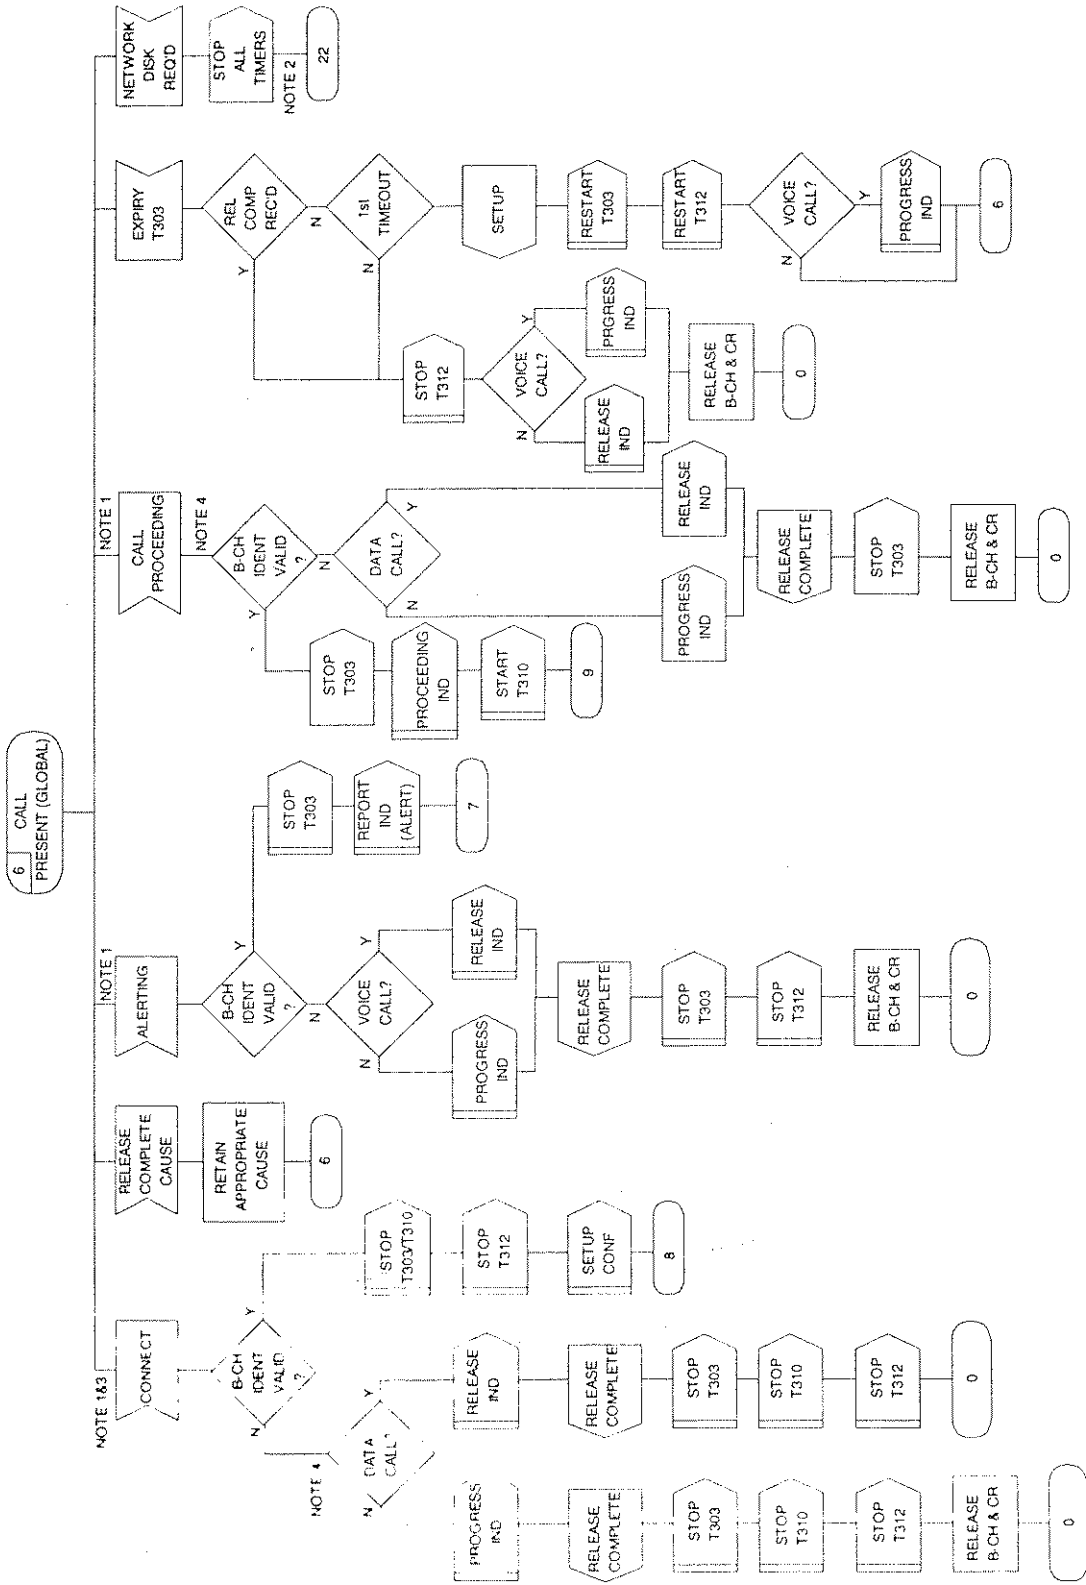 6 CALL
PRESENT (GLOBAL)
NOTE 1&3
CONNECT
B-CH
IDENT
VALID
?
N
Y
NOTE 4
DATA
CALL?
N
Y
PROGRESS
IND
RELEASE
COMPLETE
STOP
T303
STOP
T310
STOP
T312
RELEASE
B-CH & CR
0
RELEASE
IND
RELEASE
COMPLETE
STOP
T303
STOP
T310
STOP
T312
0
STOP
T303/T310
STOP
T312
SETUP
CONF
8
RELEASE
COMPLETE
CAUSE
RETAIN
APPROPRIATE
CAUSE
6
NOTE 1
ALERTING
B-CH
IDENT
VALID
?
N
Y
VOICE
CALL?
N
Y
PROGRESS
IND
RELEASE
IND
RELEASE
COMPLETE
STOP
T303
STOP
T312
RELEASE
B-CH & CR
0
STOP
T303
REPORT
IND
(ALERT)
7
NOTE 1
CALL
PROCEEDING
NOTE 4
B-CH
IDENT
VALID
?
Y
N
STOP
T303
PROCEEDING
IND
START
T310
9
DATA
CALL?
N
Y
PROGRESS
IND
RELEASE
IND
RELEASE
COMPLETE
STOP
T303
RELEASE
B-CH & CR
0
EXPIRY
T303
REL
COMP
REC'D
Y
N
1st
TIMEOUT
N
STOP
T312
VOICE
CALL?
N
Y
RELEASE
IND
PRGRESS
IND
RELEASE
B-CH & CR
0
SETUP
RESTART
T303
RESTART
T312
VOICE
CALL?
N
Y
PROGRESS
IND
6
NETWORK
DISK
REQ'D
STOP
ALL
TIMERS
NOTE 2
22